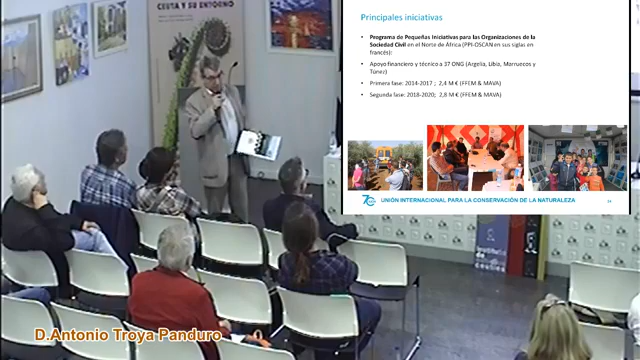 CEUTA Y SU ENTORNO
Principales iniciativas
• Programa de Pequeñas Iniciativas para las Organizaciones de la
Sociedad Civil en el Norte de África (PPI-OSCAN en sus siglas en
francés):
• Apoyo financiero y técnico a 37 ONG (Argelia, Libia, Marruecos y
Túnez)
• Primera fase: 2014-2017 ; 2,4 M € (FFEM & MAVA)
• Segunda fase: 2018-2020; 2,8 M € (FFEM & MAVA)
UNIÓN INTERNACIONAL PARA LA CONSERVACIÓN DE LA NATURALEZA
D.Antonio Troya Panduro